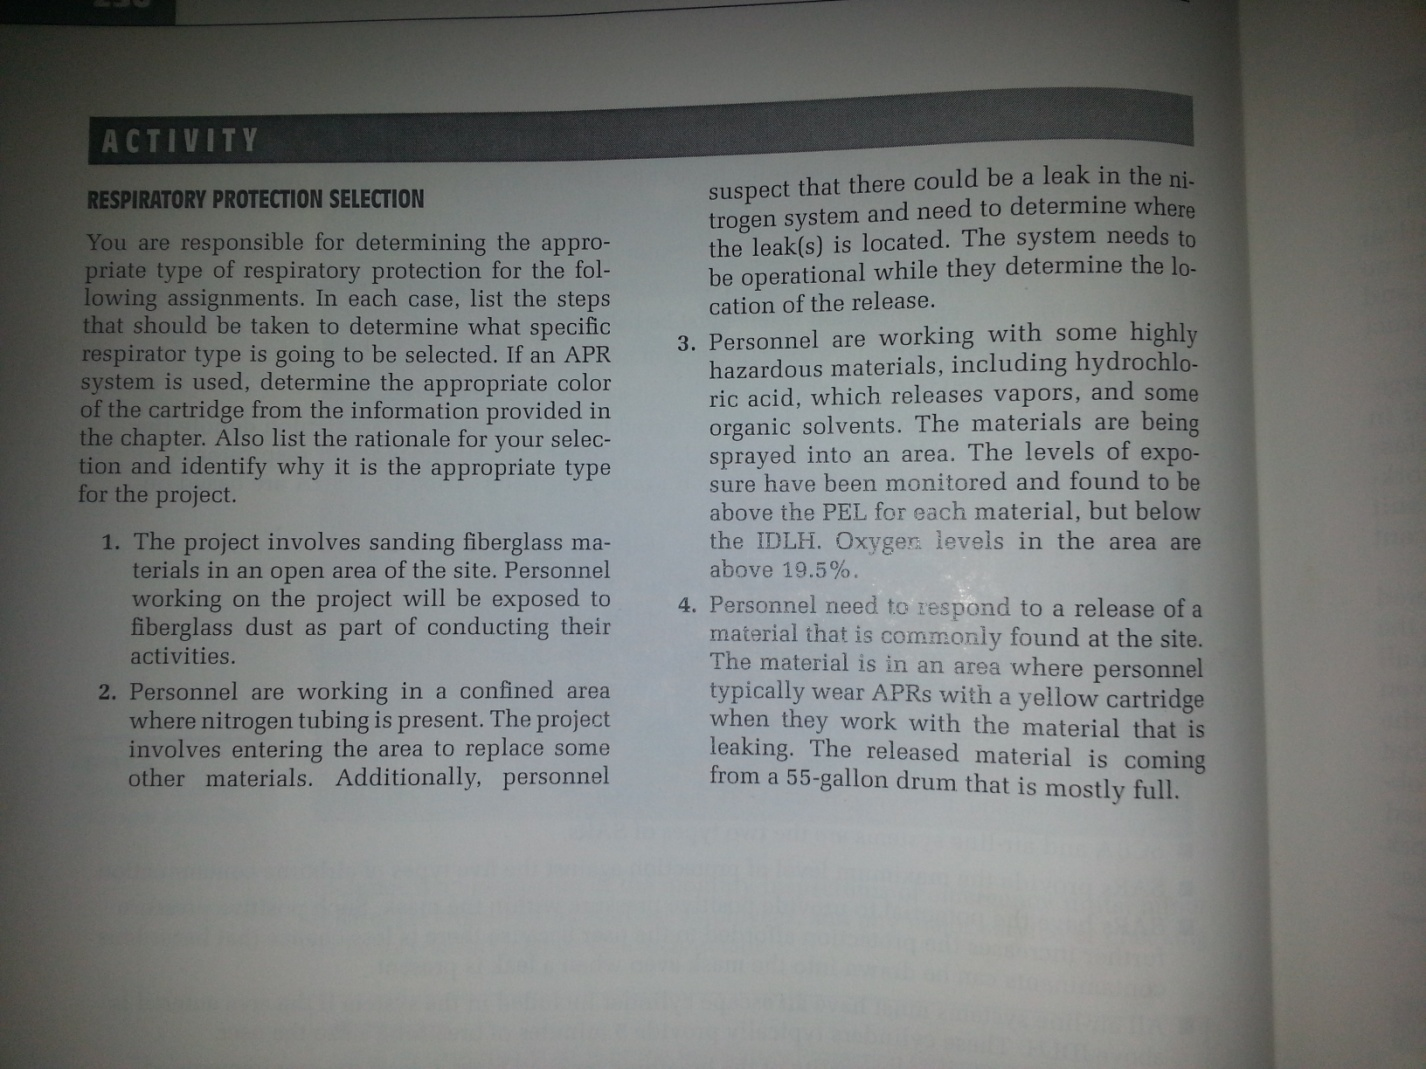 ACTIVITY
RESPIRATORY PROTECTION SELECTION
You are responsible for determining the appro-
priate type of respiratory protection for the fol-
lowing assignments. In each case, list the steps
that should be taken to determine what specific
respirator type is going to be selected. If an APR
system is used, determine the appropriate color
of the cartridge from the information provided in
the chapter. Also list the rationale for your selec-
tion and identify why it is the appropriate type
for the project.
1. The project involves sanding fiberglass ma-
terials in an open area of the site. Personnel
working on the project will be exposed to
fiberglass dust as part of conducting their
activities.
2. Personnel are working in a confined area
where nitrogen tubing is present. The project
involves entering the area to replace some
other materials. Additionally, personnel
suspect that there could be a leak in the ni-
trogen system and need to determine where
the leak(s) is located. The system needs to
be operational while they determine the lo-
cation of the release.
3. Personnel are working with some highly
hazardous materials, including hydrochlo-
ric acid, which releases vapors, and some
organic solvents. The materials are being
sprayed into an area. The levels of expo-
sure have been monitored and found to be
above the PEL for each material, but below
the IDLH. Oxygen levels in the area are
above 19.5%.
4. Personnel need to respond to a release of a
material that is commonly found at the site.
The material is in an area where personnel
typically wear APRs with a yellow cartridge
when they work with the material that is
leaking. The released material is coming
from a 55-gallon drum that is mostly full.